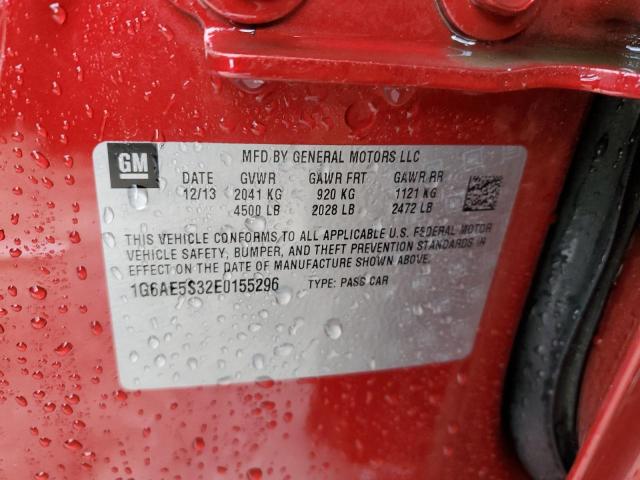 GM
MFD BY GENERAL MOTORS LLC
DATE GVWR GAWR FRT GAWR RR
12/13 2041 KG 920 KG 1121 KG
4500 LB 2028 LB 2472 LB
THIS VEHICLE CONFORMS TO ALL APPLICABLE U.S. FEDERAL MOTOR
VEHICLE SAFETY, BUMPER, AND THEFT PREVENTION STANDARDS IN
EFFECT ON THE DATE OF MANUFACTURE SHOWN ABOVE.
1G6AE5S32E0155296 TYPE: PASS CAR